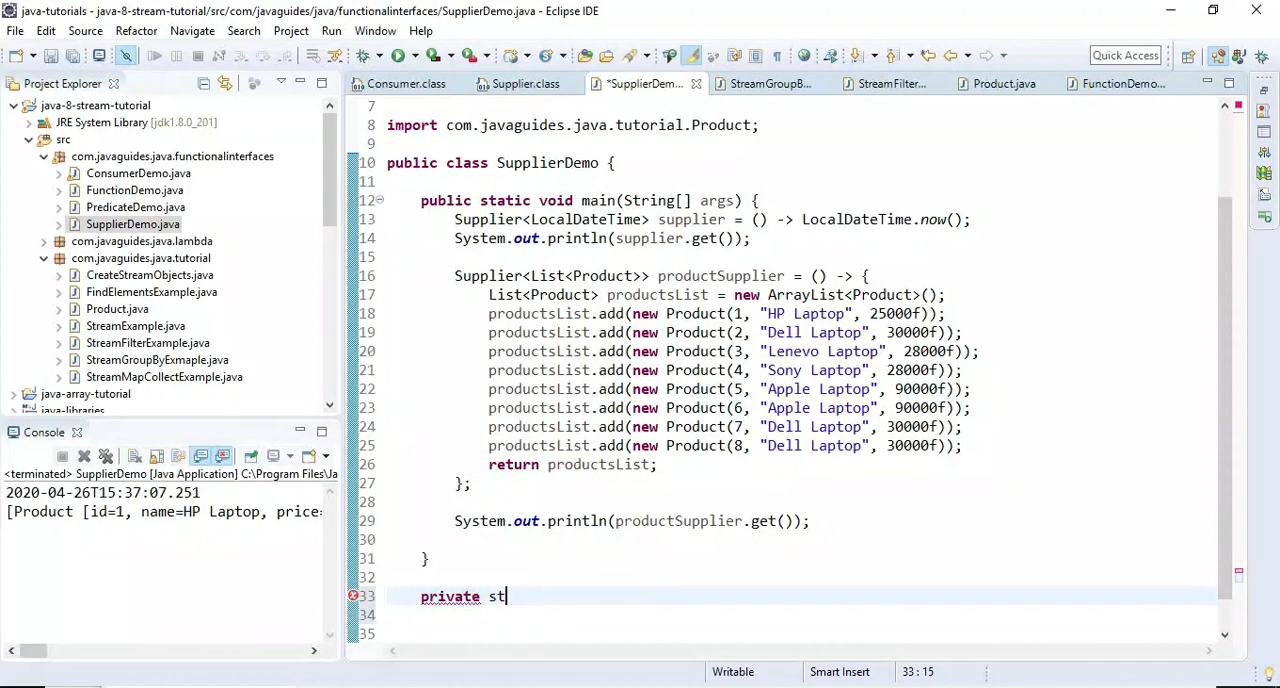 java-tutorials - java-8-stream-tutorial/src/com/javaguides/java/functionalinterfaces/SupplierDemo.java - Eclipse IDE
File Edit Source Refactor Navigate Search Project Run Window Help
Quick Access
Project Explorer
java-8-stream-tutorial
JRE System Library [jdk1.8.0_201]
src
com.javaguides.java.functionalinterfaces
ConsumerDemo.java
FunctionDemo.java
PredicateDemo.java
SupplierDemo.java
com.javaguides.java.lambda
com.javaguides.java.tutorial
CreateStreamObjects.java
FindElementsExample.java
Product.java
StreamExample.java
StreamFilterExample.java
StreamGroupByExmaple.java
StreamMapCollectExample.java
java-array-tutorial
java-libraries
Console
<terminated> SupplierDemo [Java Application] C:\Program Files\Ja
2020-04-26T15:37:07.251
[Product [id=1, name=HP Laptop, price=
Consumer.class Supplier.class *SupplierDem... StreamGroupB... StreamFilter... Product.java FunctionDemo...
7
8 import com.javaguides.java.tutorial.Product;
9
10 public class SupplierDemo {
11
12 public static void main(String[] args) {
13 Supplier<LocalDateTime> supplier = () -> LocalDateTime.now();
14 System.out.println(supplier.get());
15
16 Supplier<List<Product>> productSupplier = () -> {
17 List<Product> productsList = new ArrayList<Product>();
18 productsList.add(new Product(1, "HP Laptop", 25000f));
19 productsList.add(new Product(2, "Dell Laptop", 30000f));
20 productsList.add(new Product(3, "Lenevo Laptop", 28000f));
21 productsList.add(new Product(4, "Sony Laptop", 28000f));
22 productsList.add(new Product(5, "Apple Laptop", 90000f));
23 productsList.add(new Product(6, "Apple Laptop", 90000f));
24 productsList.add(new Product(7, "Dell Laptop", 30000f));
25 productsList.add(new Product(8, "Dell Laptop", 30000f));
26 return productsList;
27 };
28
29 System.out.println(productSupplier.get());
30
31 }
32
33 private st
34
35
Writable Smart Insert 33 : 15